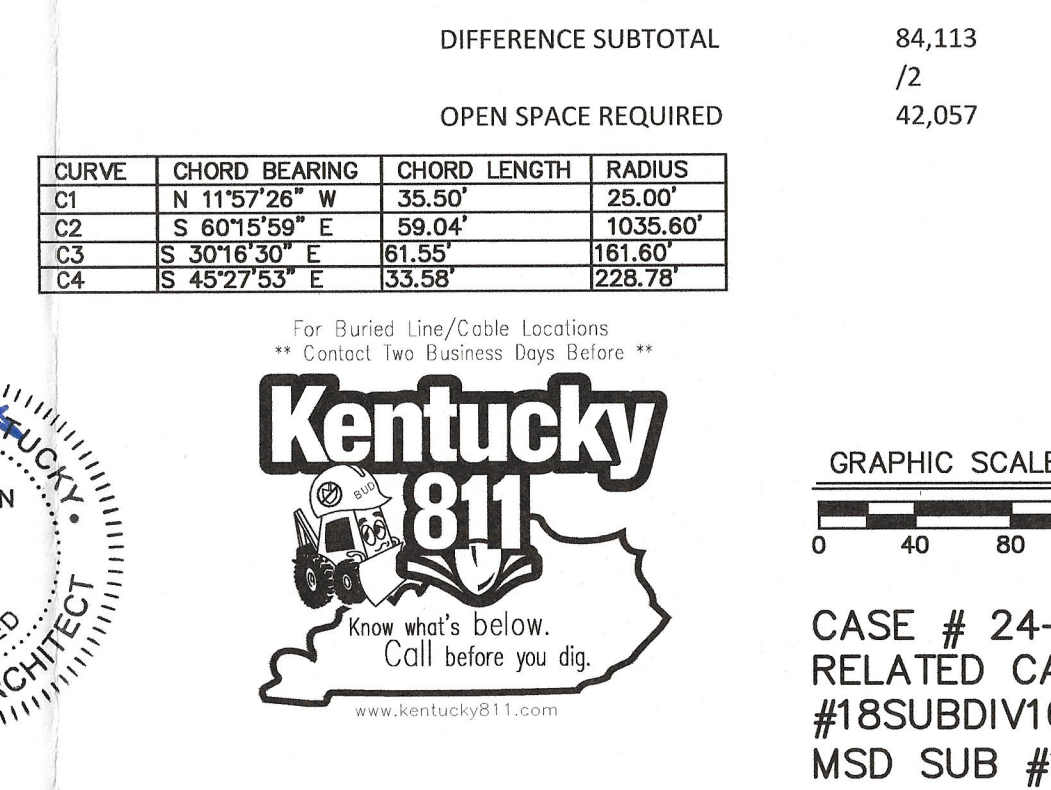 DIFFERENCE SUBTOTAL 84,113
/2
OPEN SPACE REQUIRED 42,057
CURVE CHORD BEARING CHORD LENGTH RADIUS
C1 N 11°57'26" W 35.50' 25.00'
C2 S 60°15'59" E 59.04' 1035.60'
C3 S 30°16'30" E 61.55' 161.60'
C4 S 45°27'53" E 33.58' 228.78'
For Buried Line/Cable Locations
** Contact Two Business Days Before **
Kentucky
811
BUD
Know what's below.
Call before you dig.
www.kentucky811.com
TUCKY
N
ED
RCHITECT
GRAPHIC SCALE
0 40 80
CASE # 24-
RELATED CA
#18SUBDIV10
MSD SUB #